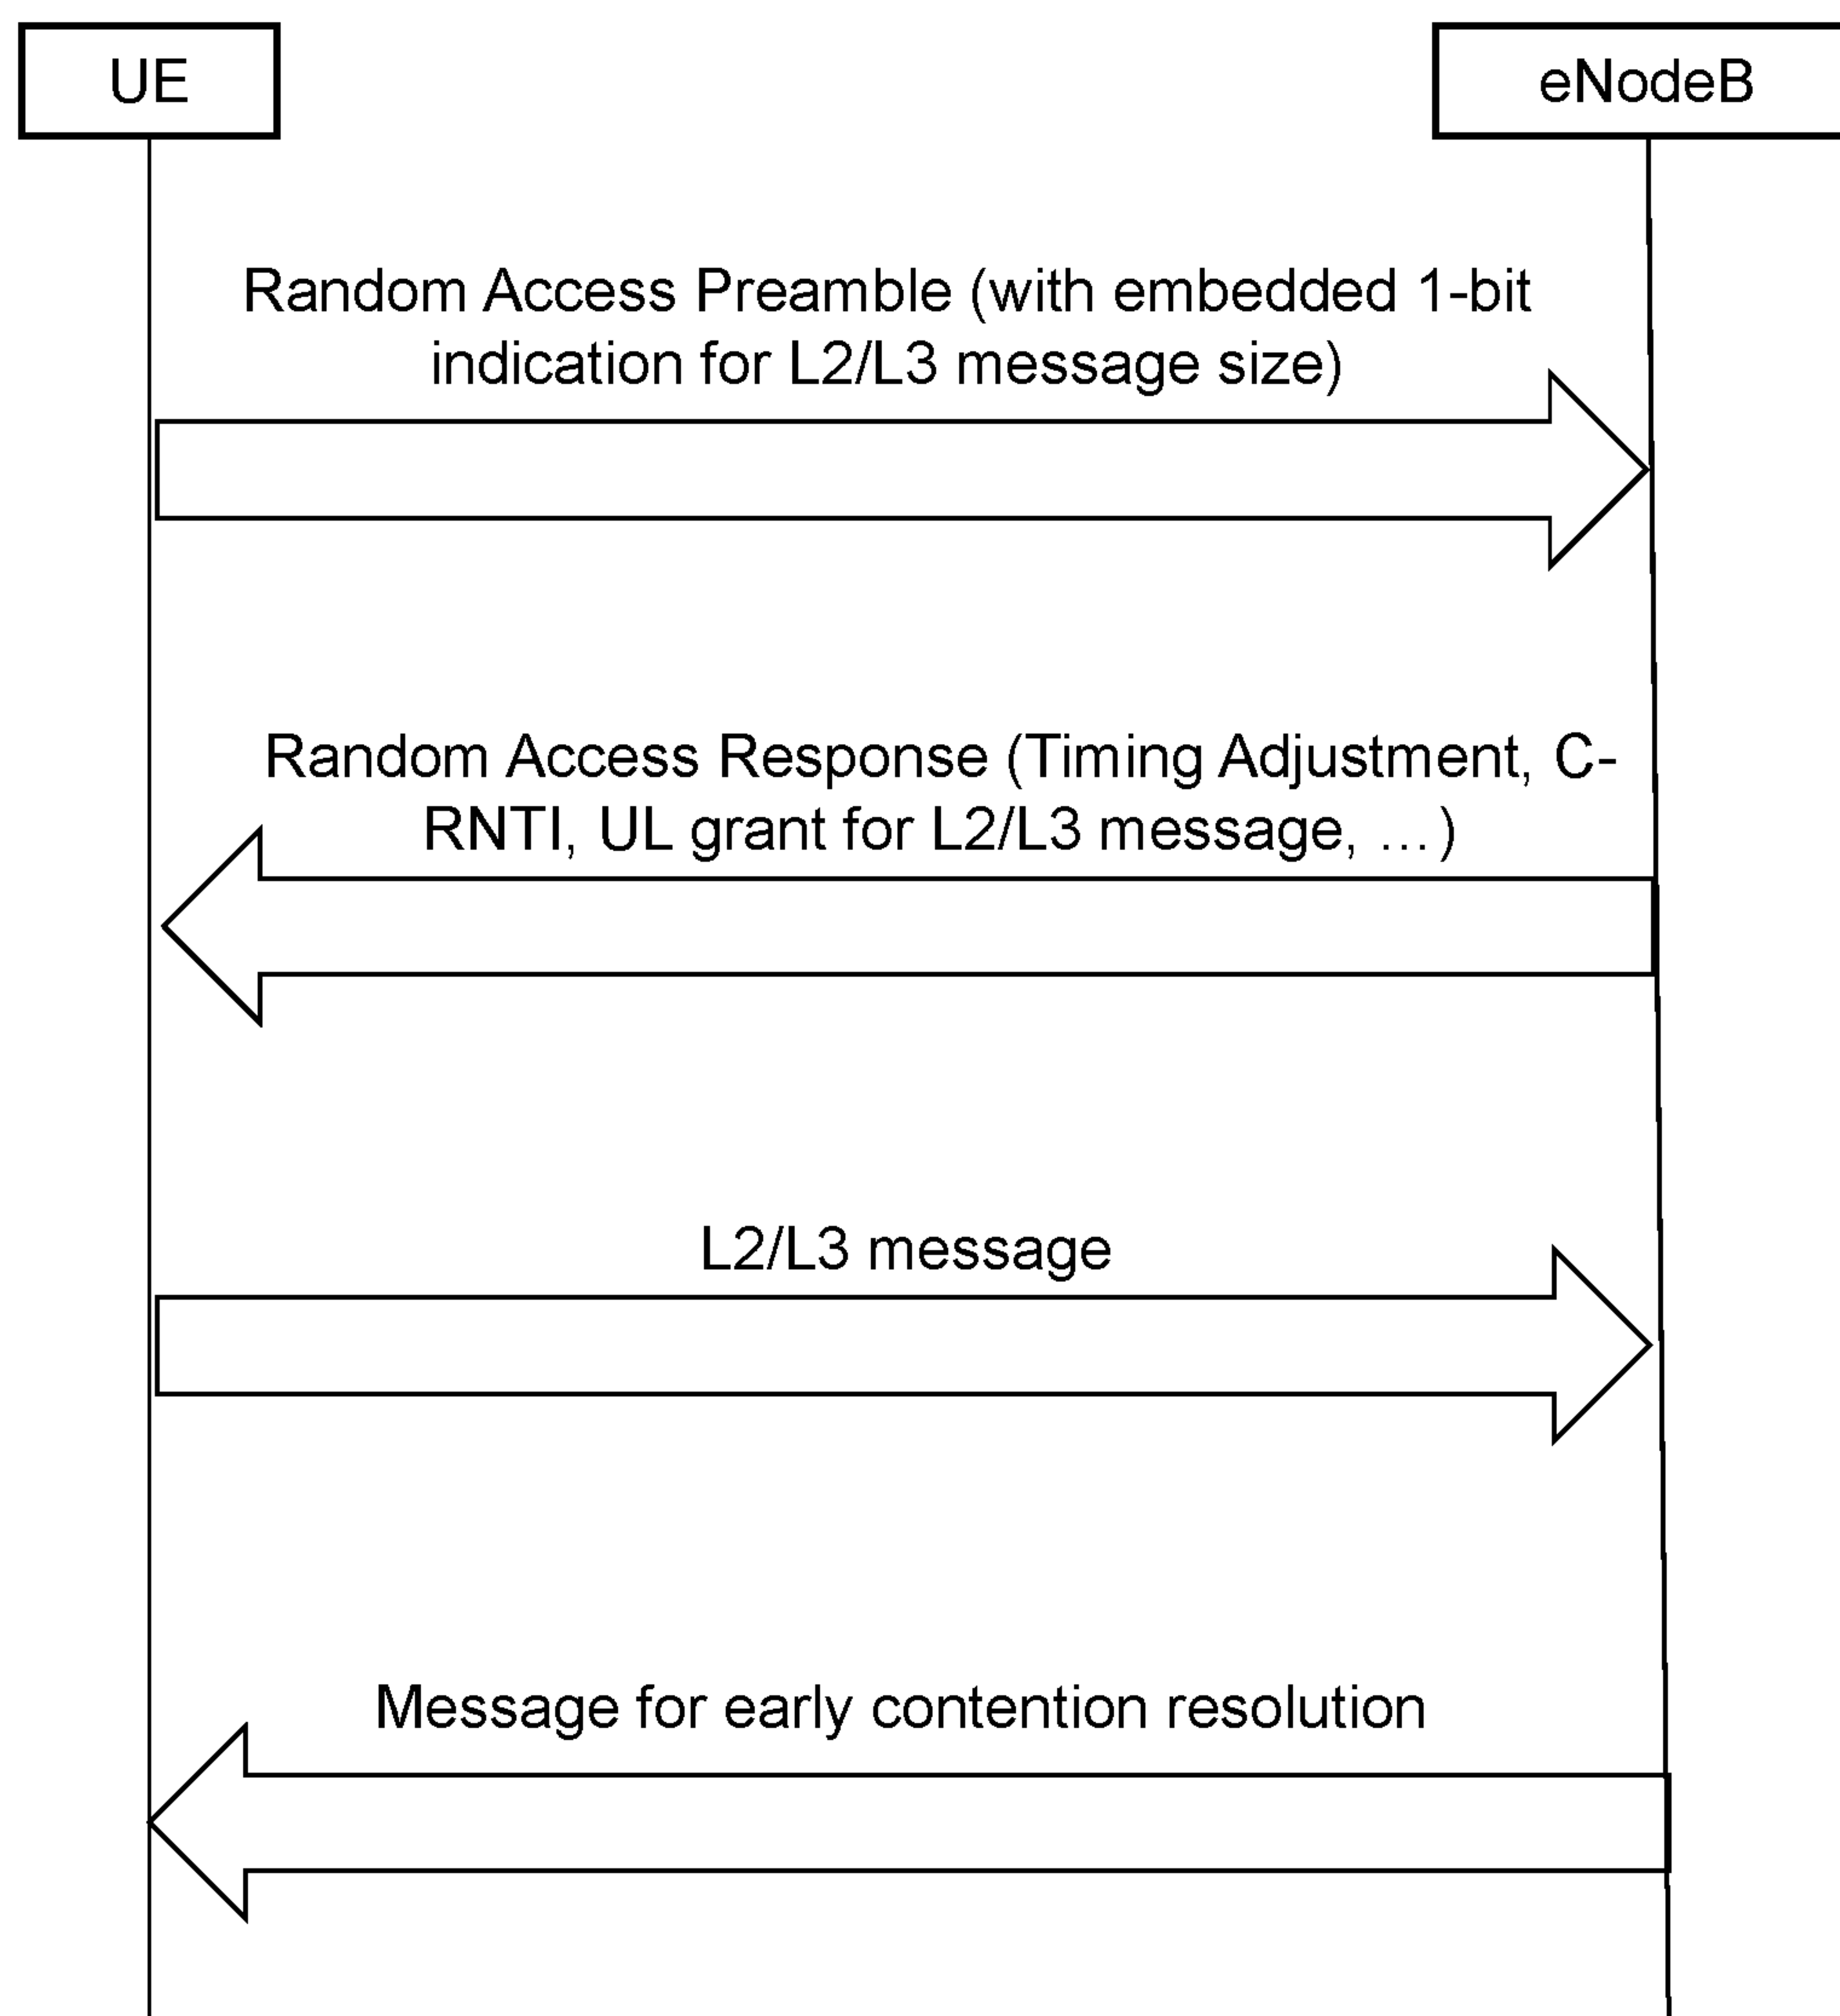 UE
eNodeB
Random Access Preamble (with embedded 1-bit
indication for L2/L3 message size)
Random Access Response (Timing Adjustment, C-
RNTI, UL grant for L2/L3 message, …)
L2/L3 message
Message for early contention resolution